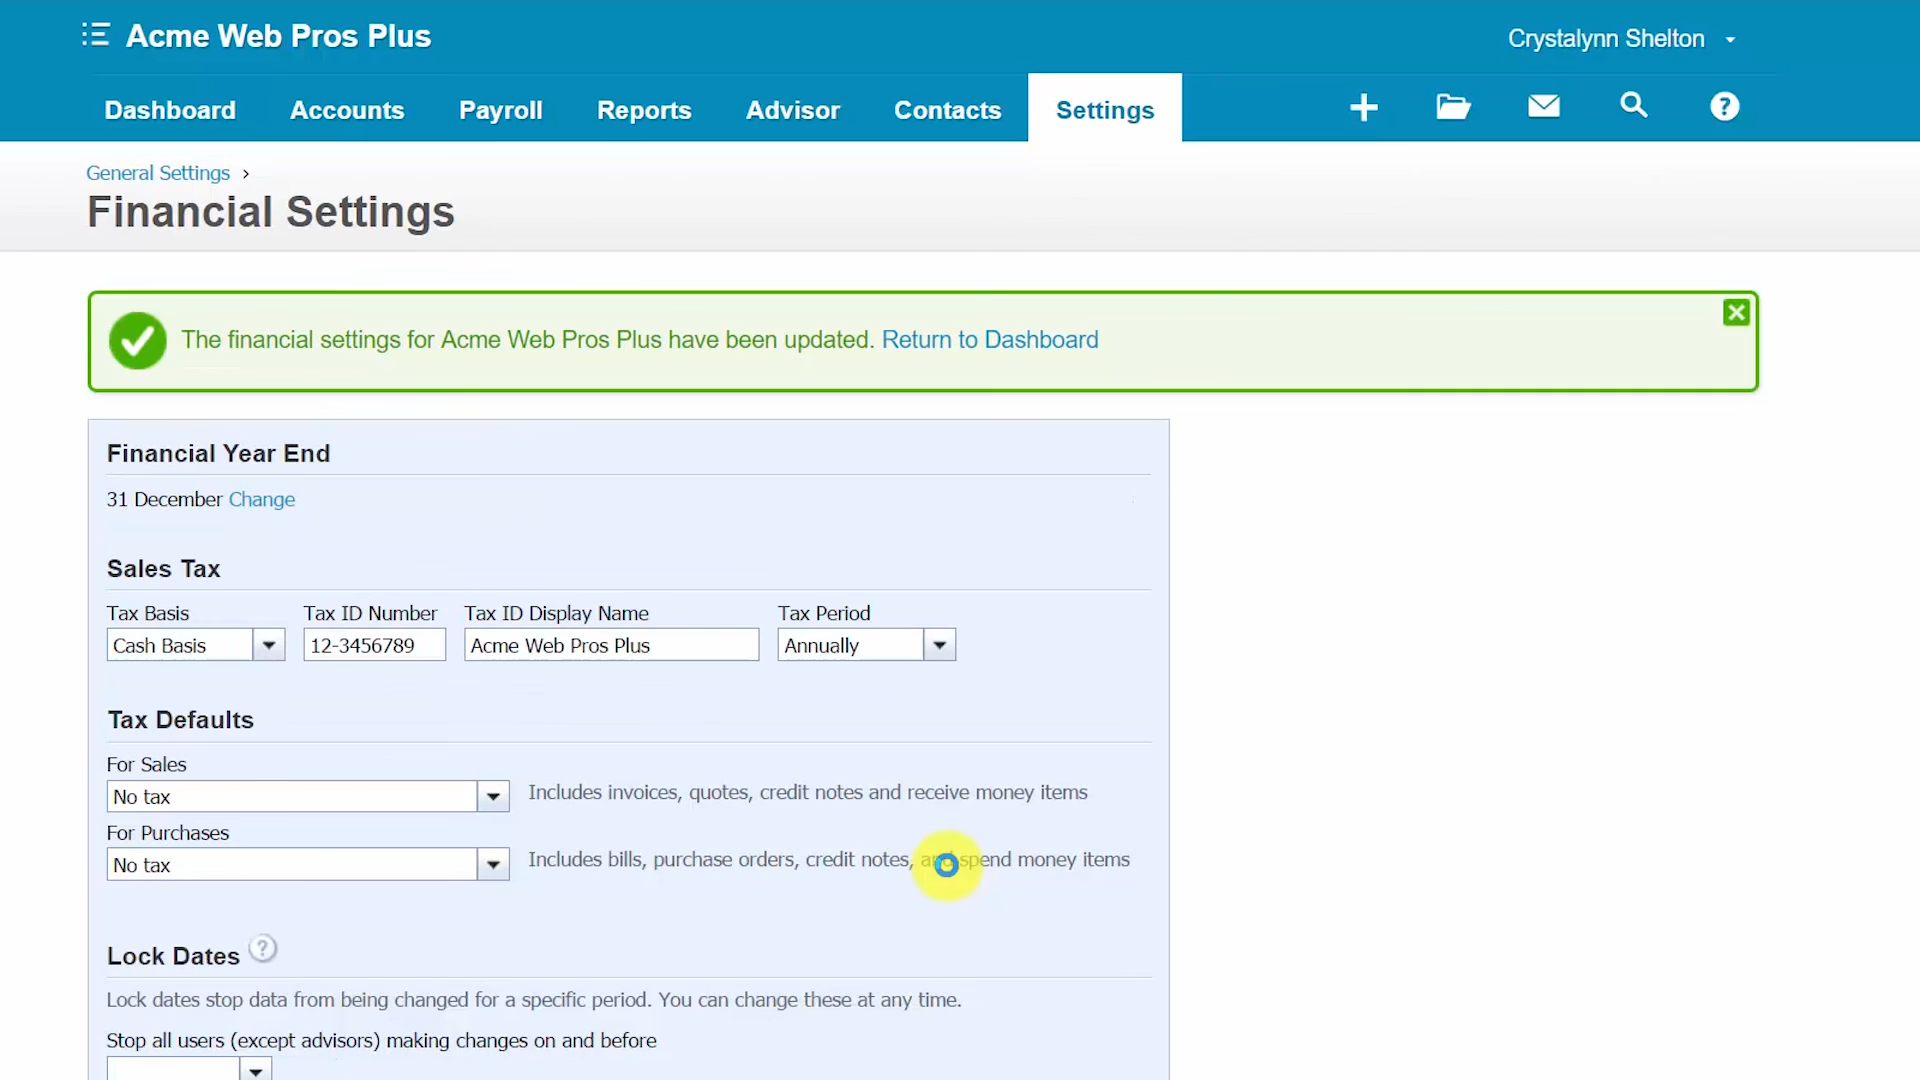 Acme Web Pros Plus
Crystalynn Shelton
Dashboard Accounts Payroll Reports Advisor Contacts Settings
General Settings ›
Financial Settings
The financial settings for Acme Web Pros Plus have been updated. Return to Dashboard
Financial Year End
31 December Change
Sales Tax
Tax Basis Tax ID Number Tax ID Display Name Tax Period
Cash Basis 12-3456789 Acme Web Pros Plus Annually
Tax Defaults
For Sales
No tax Includes invoices, quotes, credit notes and receive money items
For Purchases
No tax Includes bills, purchase orders, credit notes, and spend money items
Lock Dates ?
Lock dates stop data from being changed for a specific period. You can change these at any time.
Stop all users (except advisors) making changes on and before